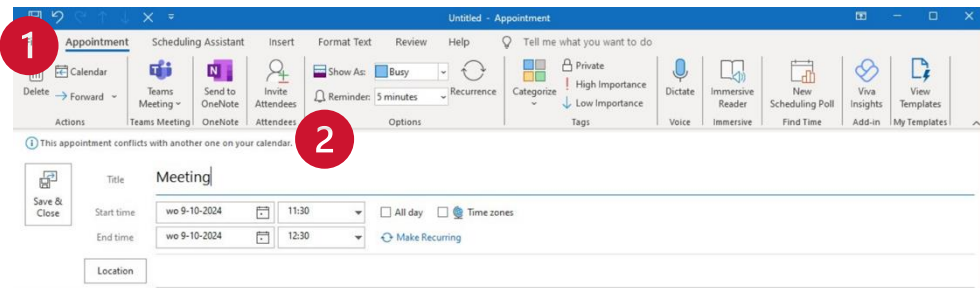 Untitled - Appointment
1
Appointment Scheduling Assistant Insert Format Text Review Help Tell me what you want to do
Calendar Show As: Busy Private
High Importance
Delete Forward Teams Meeting Send to OneNote Invite Attendees Reminder: 5 minutes Recurrence Categorize Low Importance Dictate Immersive Reader New Scheduling Poll Viva Insights View Templates
Actions Teams Meeting OneNote Attendees Options Tags Voice Immersive Find Time Add-in My Templates
2
This appointment conflicts with another one on your calendar.
Title Meeting
Save & Close
Start time wo 9-10-2024 11:30 All day Time zones
End time wo 9-10-2024 12:30 Make Recurring
Location